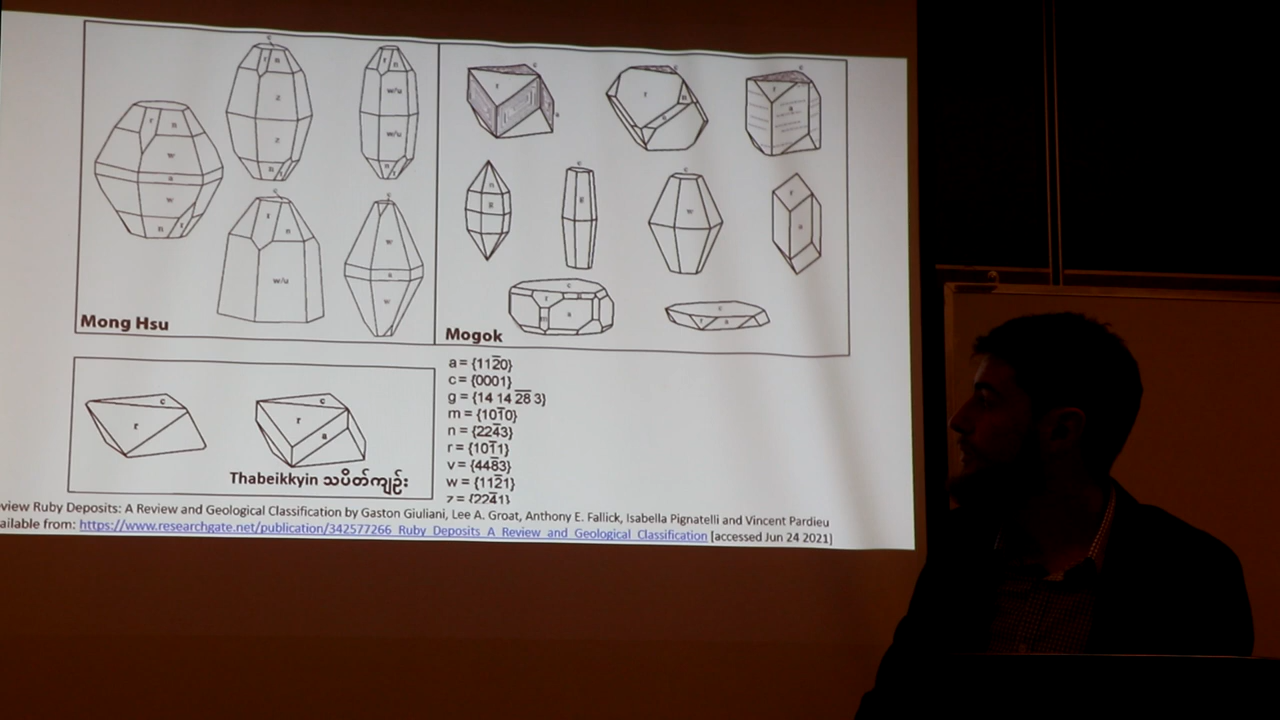 Mong Hsu
Mogok
a = {112̅0}
c = {0001}
g = {14 14 2̅8̅ 3}
m = {101̅0}
n = {224̅3}
r = {101̅1}
v = {448̅3}
w = {112̅1}
z = {224̅1}
Thabeikkyin သပိတ်ကျဉ်း
view Ruby Deposits: A Review and Geological Classification by Gaston Giuliani, Lee A. Groat, Anthony E. Fallick, Isabella Pignatelli and Vincent Pardieu
ailable from: https://www.researchgate.net/publication/342577266_Ruby_Deposits_A_Review_and_Geological_Classification [accessed Jun 24 2021]